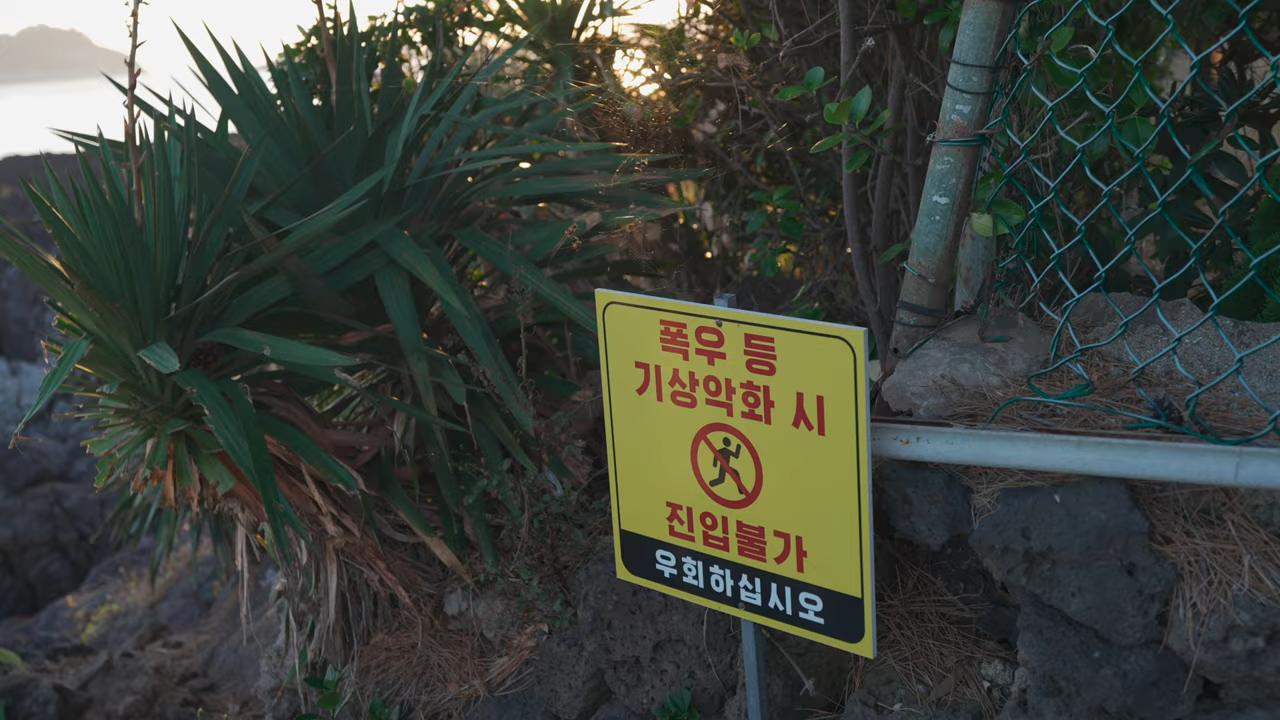 폭우 등
기상악화 시
진입불가
우회하십시오